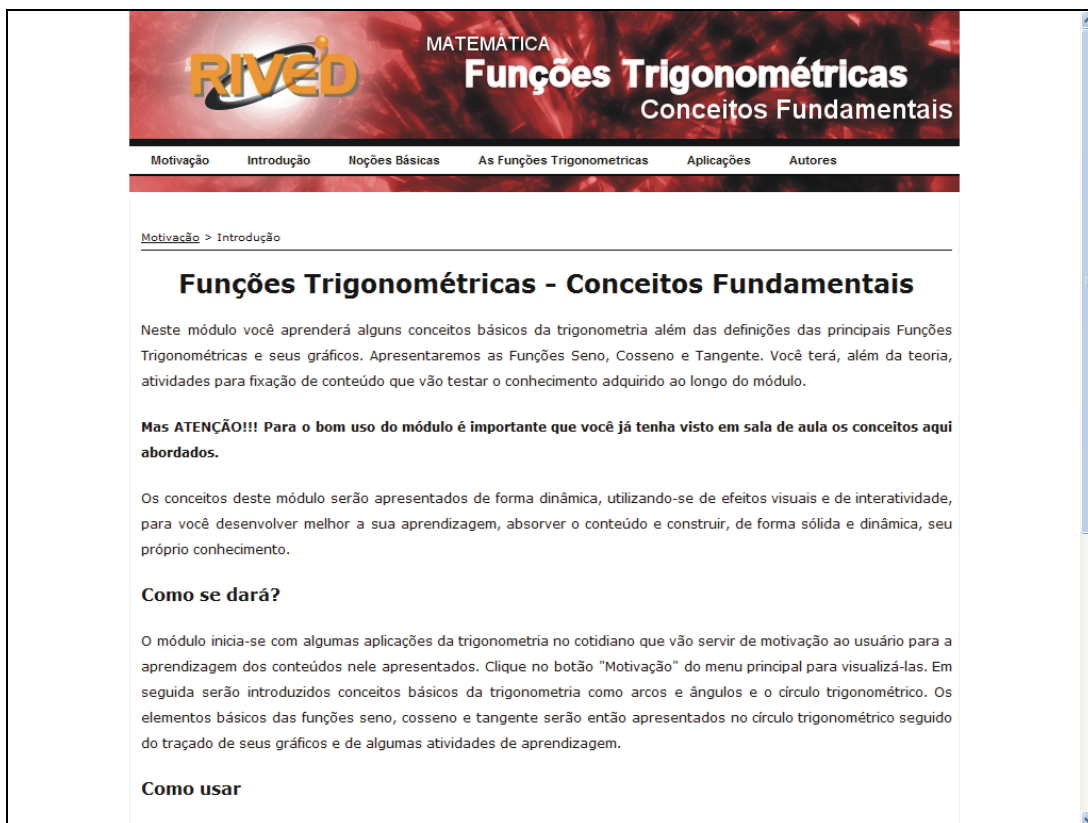 RIVED
MATEMÁTICA
Funções Trigonométricas
Conceitos Fundamentais
Motivação Introdução Noções Básicas As Funções Trigonometricas Aplicações Autores
Motivação > Introdução
Funções Trigonométricas - Conceitos Fundamentais
Neste módulo você aprenderá alguns conceitos básicos da trigonometria além das definições das principais Funções
Trigonométricas e seus gráficos. Apresentaremos as Funções Seno, Cosseno e Tangente. Você terá, além da teoria,
atividades para fixação de conteúdo que vão testar o conhecimento adquirido ao longo do módulo.
Mas ATENÇÃO!!! Para o bom uso do módulo é importante que você já tenha visto em sala de aula os conceitos aqui
abordados.
Os conceitos deste módulo serão apresentados de forma dinâmica, utilizando-se de efeitos visuais e de interatividade,
para você desenvolver melhor a sua aprendizagem, absorver o conteúdo e construir, de forma sólida e dinâmica, seu
próprio conhecimento.
Como se dará?
O módulo inicia-se com algumas aplicações da trigonometria no cotidiano que vão servir de motivação ao usuário para a
aprendizagem dos conteúdos nele apresentados. Clique no botão "Motivação" do menu principal para visualizá-las. Em
seguida serão introduzidos conceitos básicos da trigonometria como arcos e ângulos e o círculo trigonométrico. Os
elementos básicos das funções seno, cosseno e tangente serão então apresentados no círculo trigonométrico seguido
do traçado de seus gráficos e de algumas atividades de aprendizagem.
Como usar